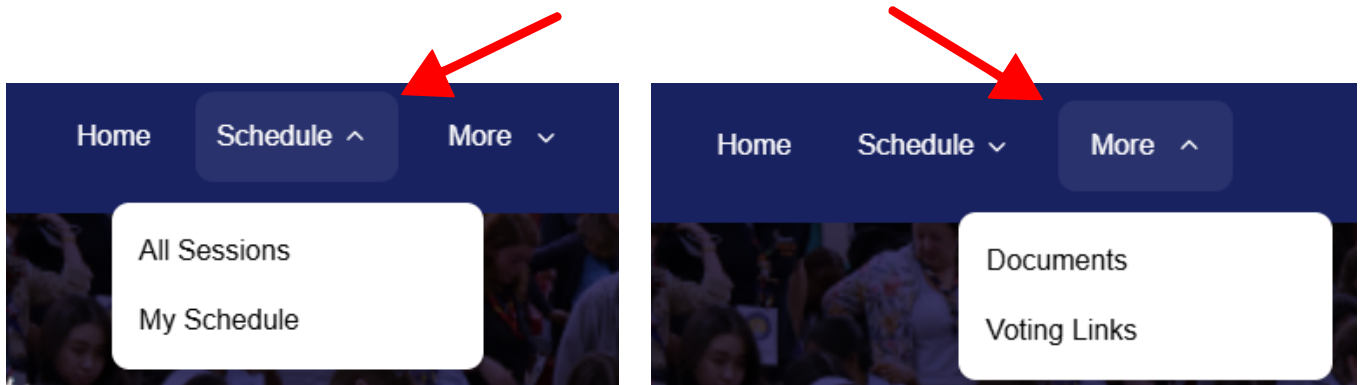 Home Schedule More
All Sessions
My Schedule
Home Schedule More
Documents
Voting Links